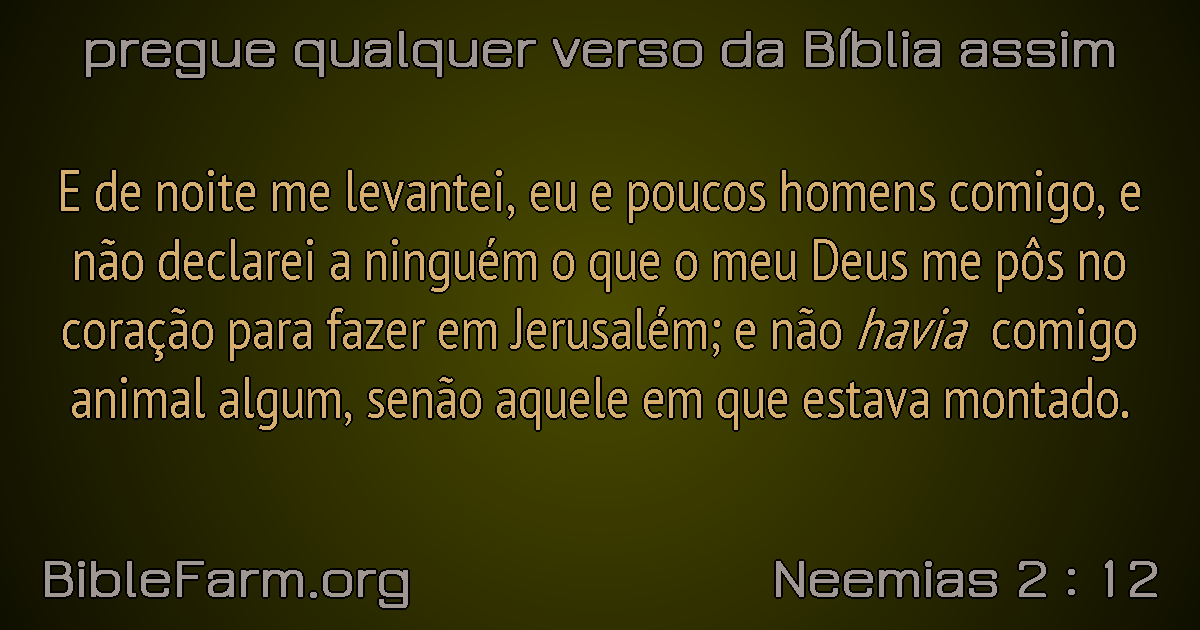 pregue qualquer verso da Bíblia assim
E de noite me levantei, eu e poucos homens comigo, e
não declarei a ninguém o que o meu Deus me pôs no
coração para fazer em Jerusalém; e não havia comigo
animal algum, senão aquele em que estava montado.
BibleFarm.org
Neemias 2 : 12